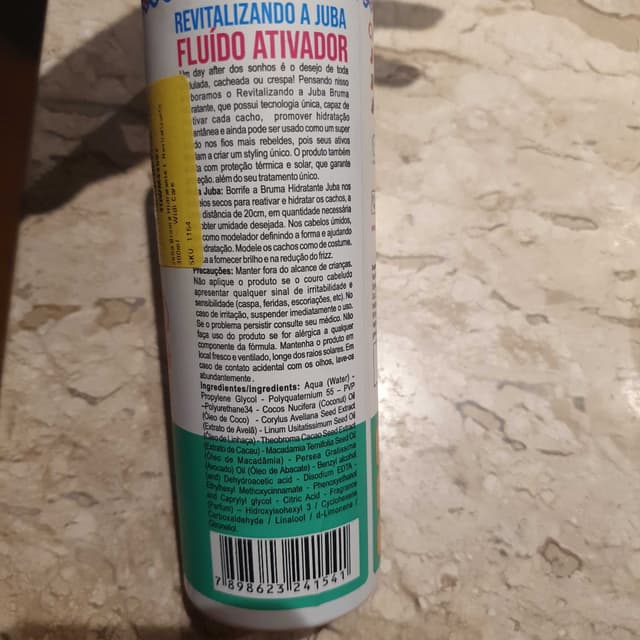 REVITALIZANDO A JUBA
FLUÍDO ATIVADOR
day after dos sonhos é o desejo de toda
cacheada ou crespa! Pensando nisso
o Revitalizando a Juba Bruma
que possui tecnologia única, capaz de
cada cacho, promover hidratação
e ainda pode ser usado como um super
nos fios mais rebeldes, pois seus ativos
a criar um styling único. O produto também
com proteção térmica e solar, que garante
além do seu tratamento único.
Juba: Borrife a Bruma Hidratante Juba nos
secos para reativar e hidratar os cachos, a
distância de 20cm, em quantidade necessária
umidade desejada. Nos cabelos úmidos,
como modelador definindo a forma e ajudando
Modele os cachos como de costume.
a fornecer brilho e na redução do frizz.
Precauções: Manter fora do alcance de crianças.
Não aplique o produto se o couro cabeludo
apresentar qualquer sinal de irritabilidade e
sensibilidade (caspa, feridas, escoriações, etc). No
caso de irritação, suspender imediatamente o uso.
Se o problema persistir consulte seu médico. Não
faça uso do produto se for alérgica a qualquer
componente da fórmula. Mantenha o produto em
local fresco e ventilado, longe dos raios solares. Em
caso de contato acidental com os olhos, lave-os
abundantemente.
Ingredientes/Ingredients: Aqua (Water) -
Propylene Glycol - Polyquaternium 55 – PVP
–Polyurethane34 - Cocos Nucifera (Coconut) Oil
(Óleo de Coco) - Corylus Avellana Seed Extract
(Extrato de Avelã) - Linum Usitatissimum Seed Oil
(Óleo de Linhaça) - Theobroma Cacao Seed Extract
(Extrato de Cacau) - Macadamia Ternifolia Seed Oil
(Óleo de Macadâmia) - Persea Gratissima
(Avocado) Oil (Óleo de Abacate) - Benzyl alcohol
(and) Dehydroacetic acid - Disodium EDTA -
Ethylhexyl Methoxycinnamate - Phenoxyethanol
and Caprylyl glycol - Citric Acid - Fragrance
(Parfum) – Hidroxyisohexyl 3 / Cyclohexene
Carboxaldehyde / Linalool / d-Limonene /
7 898623 241541
SKU: 1164